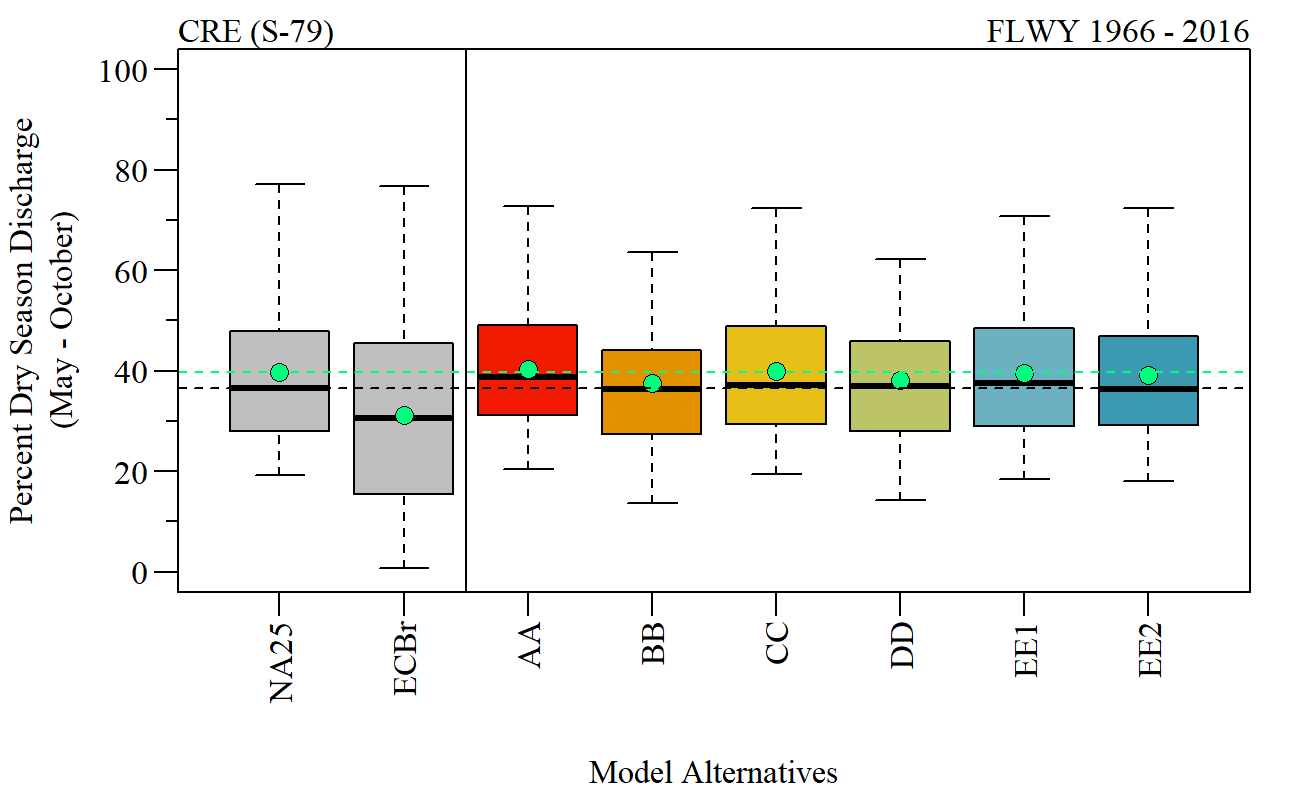 CRE (S-79)
FLWY 1966 - 2016
Percent Dry Season Discharge
(May - October)
100
80
60
40
20
0
NA25
ECBr
AA
BB
CC
DD
EE1
EE2
Model Alternatives